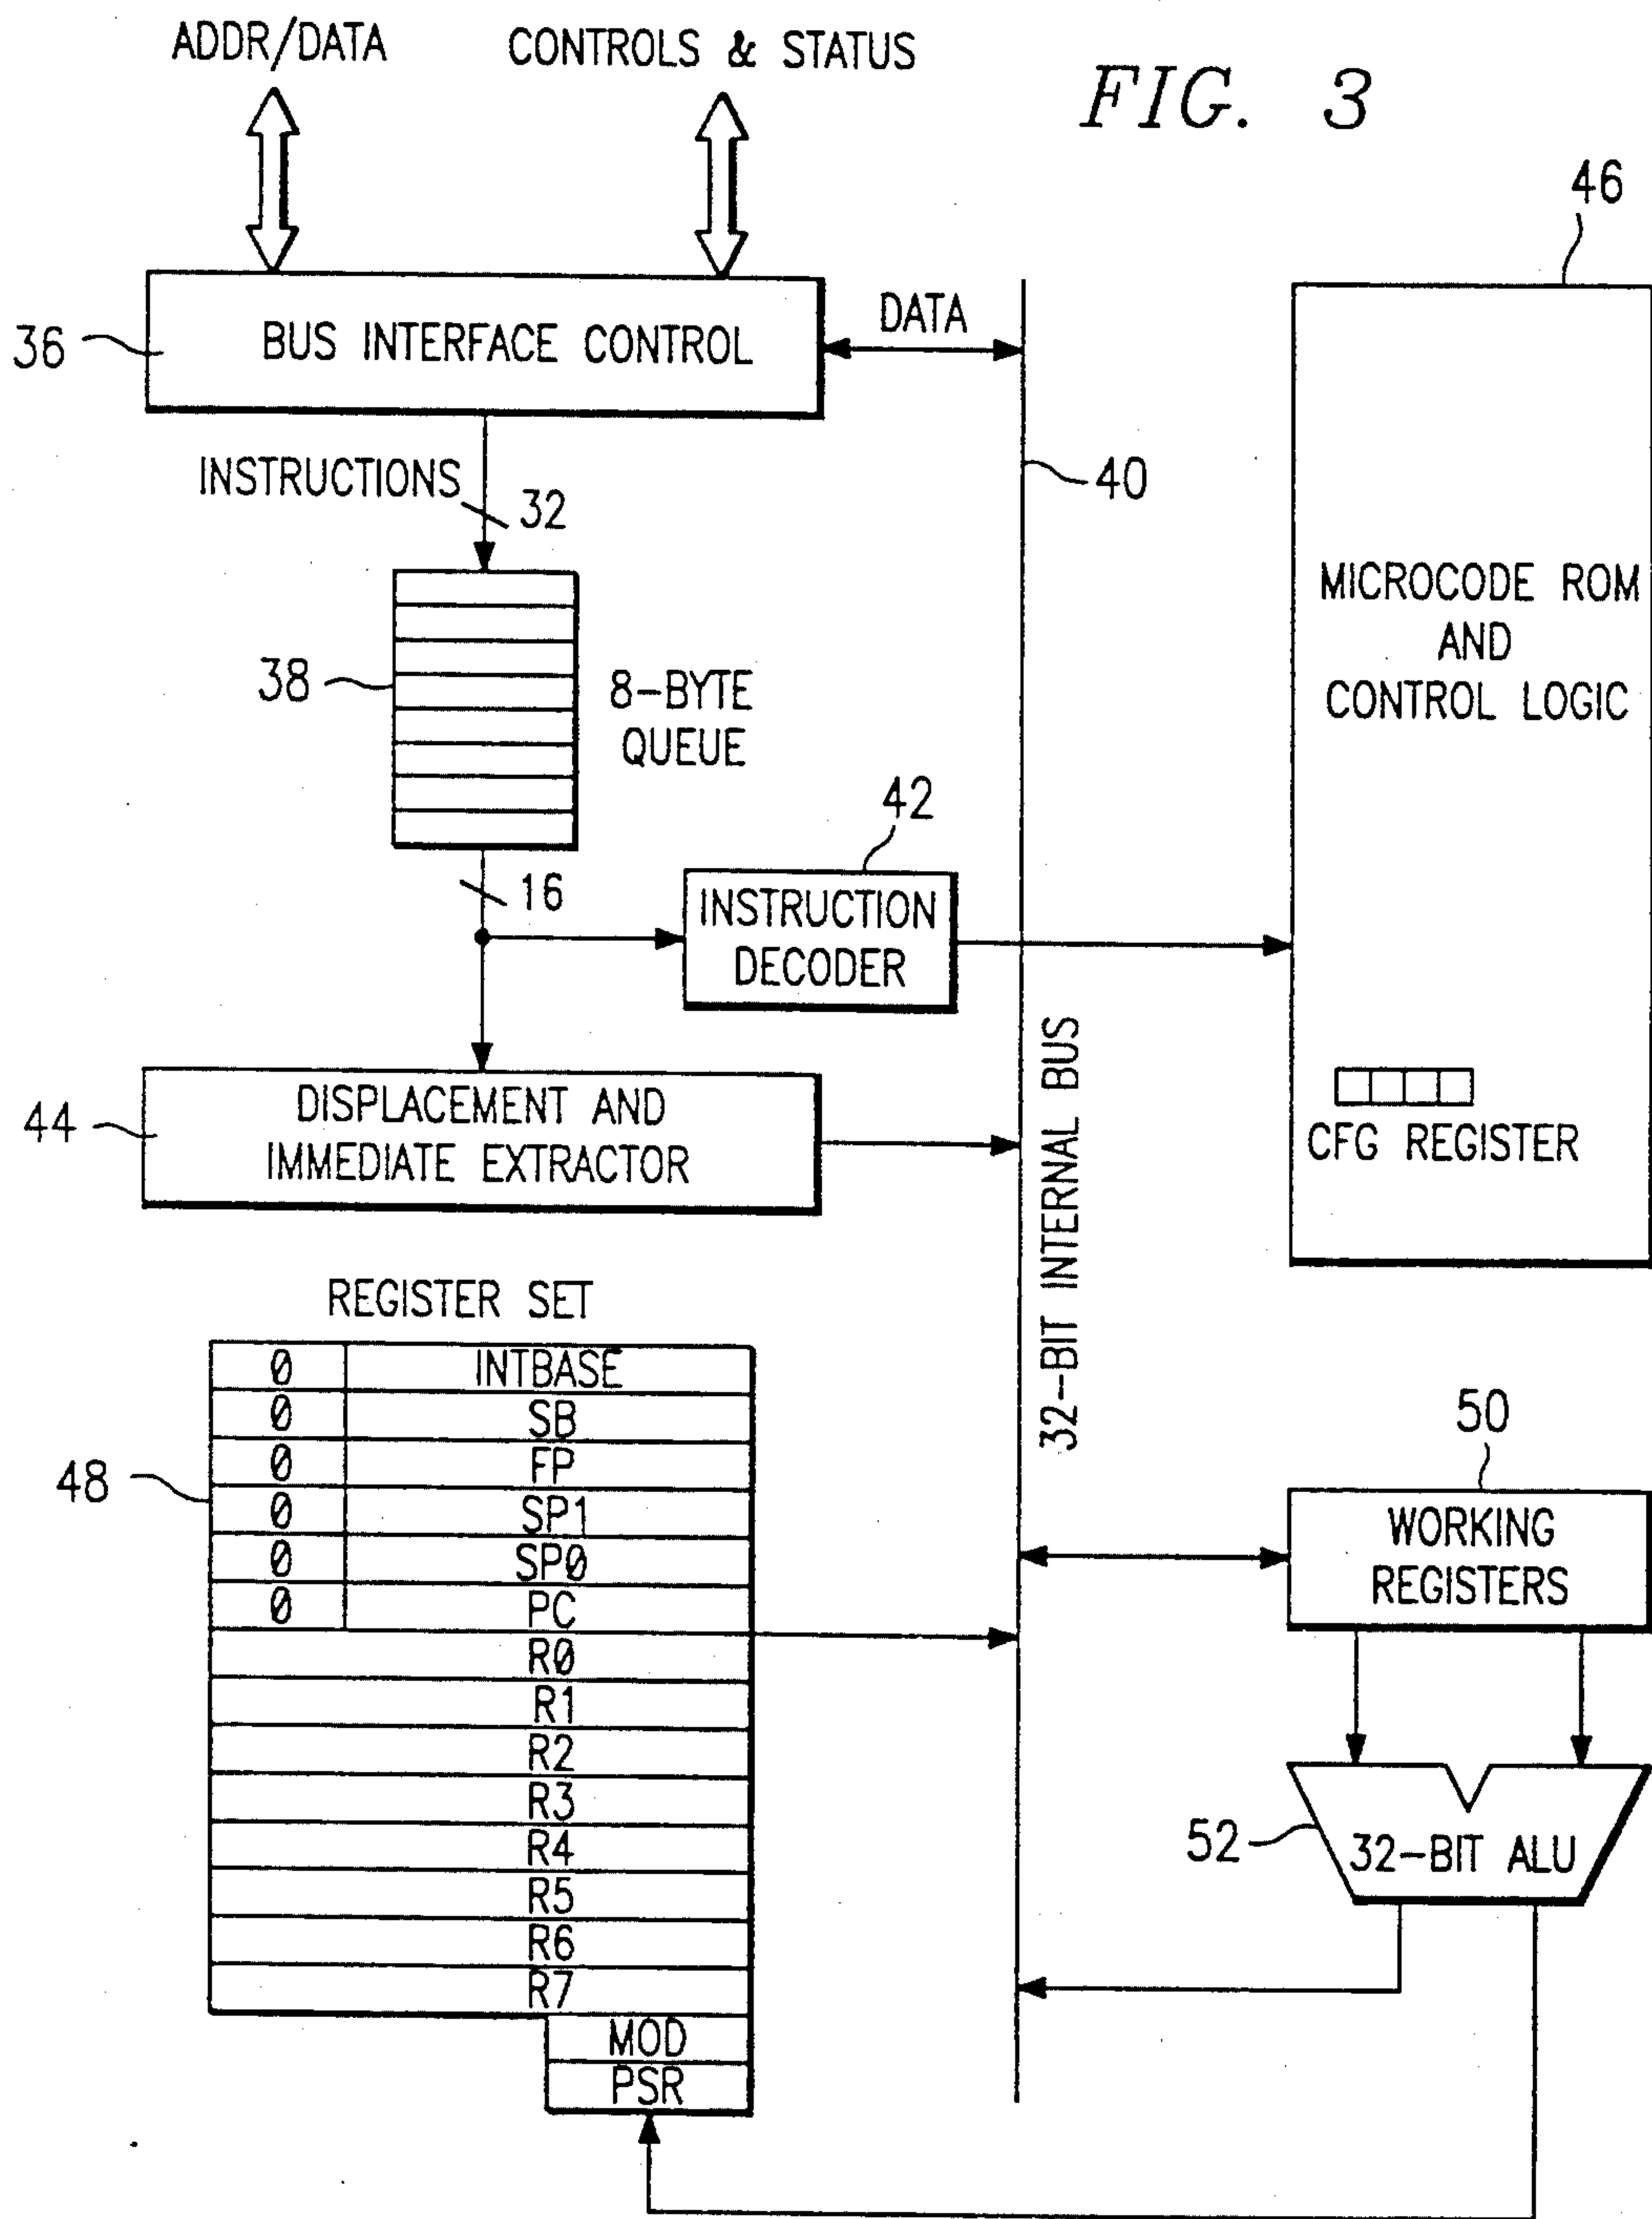 ADDR/DATA
CONTROLS & STATUS
FIG. 3
46
36
BUS INTERFACE CONTROL
DATA
40
INSTRUCTIONS
32
38
8-BYTE
QUEUE
MICROCODE ROM
AND
CONTROL LOGIC
42
16
INSTRUCTION
DECODER
44
DISPLACEMENT AND
IMMEDIATE EXTRACTOR
32-BIT INTERNAL BUS
CFG REGISTER
REGISTER SET
48
0 INTBASE
0 SB
0 FP
0 SP1
0 SP0
0 PC
R0
R1
R2
R3
R4
R5
R6
R7
MOD
PSR
50
WORKING
REGISTERS
52
32-BIT ALU